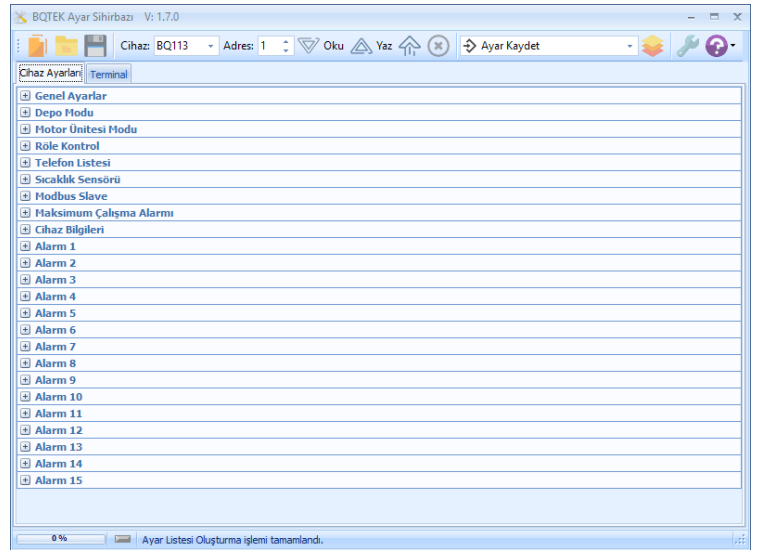 BQTEK Ayar Sihirbazı V: 1.7.0
Cihaz: BQ113 Adres: 1 Oku Yaz Ayar Kaydet
Cihaz Ayarları Terminal
Genel Ayarlar
Depo Modu
Motor Ünitesi Modu
Röle Kontrol
Telefon Listesi
Sıcaklık Sensörü
Modbus Slave
Maksimum Çalışma Alarmı
Cihaz Bilgileri
Alarm 1
Alarm 2
Alarm 3
Alarm 4
Alarm 5
Alarm 6
Alarm 7
Alarm 8
Alarm 9
Alarm 10
Alarm 11
Alarm 12
Alarm 13
Alarm 14
Alarm 15
0 % Ayar Listesi Oluşturma işlemi tamamlandı.